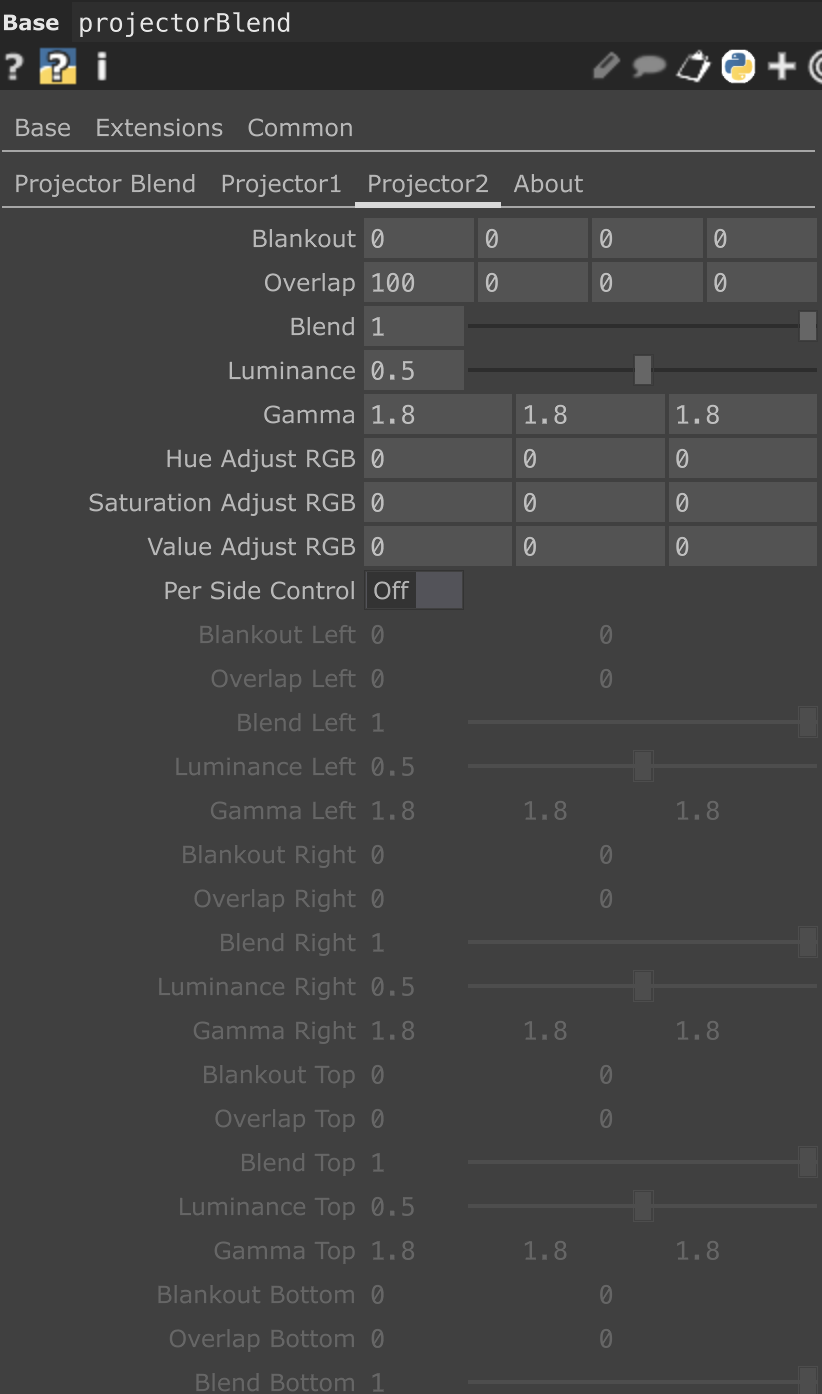 Base projectorBlend
? ? i
Base Extensions Common
Projector Blend Projector1 Projector2 About
Blankout 0 0 0 0
Overlap 100 0 0 0
Blend 1
Luminance 0.5
Gamma 1.8 1.8 1.8
Hue Adjust RGB 0 0 0
Saturation Adjust RGB 0 0 0
Value Adjust RGB 0 0 0
Per Side Control Off
Blankout Left 0 0
Overlap Left 0 0
Blend Left 1
Luminance Left 0.5
Gamma Left 1.8 1.8 1.8
Blankout Right 0 0
Overlap Right 0 0
Blend Right 1
Luminance Right 0.5
Gamma Right 1.8 1.8 1.8
Blankout Top 0 0
Overlap Top 0 0
Blend Top 1
Luminance Top 0.5
Gamma Top 1.8 1.8 1.8
Blankout Bottom 0 0
Overlap Bottom 0 0
Blend Bottom 1